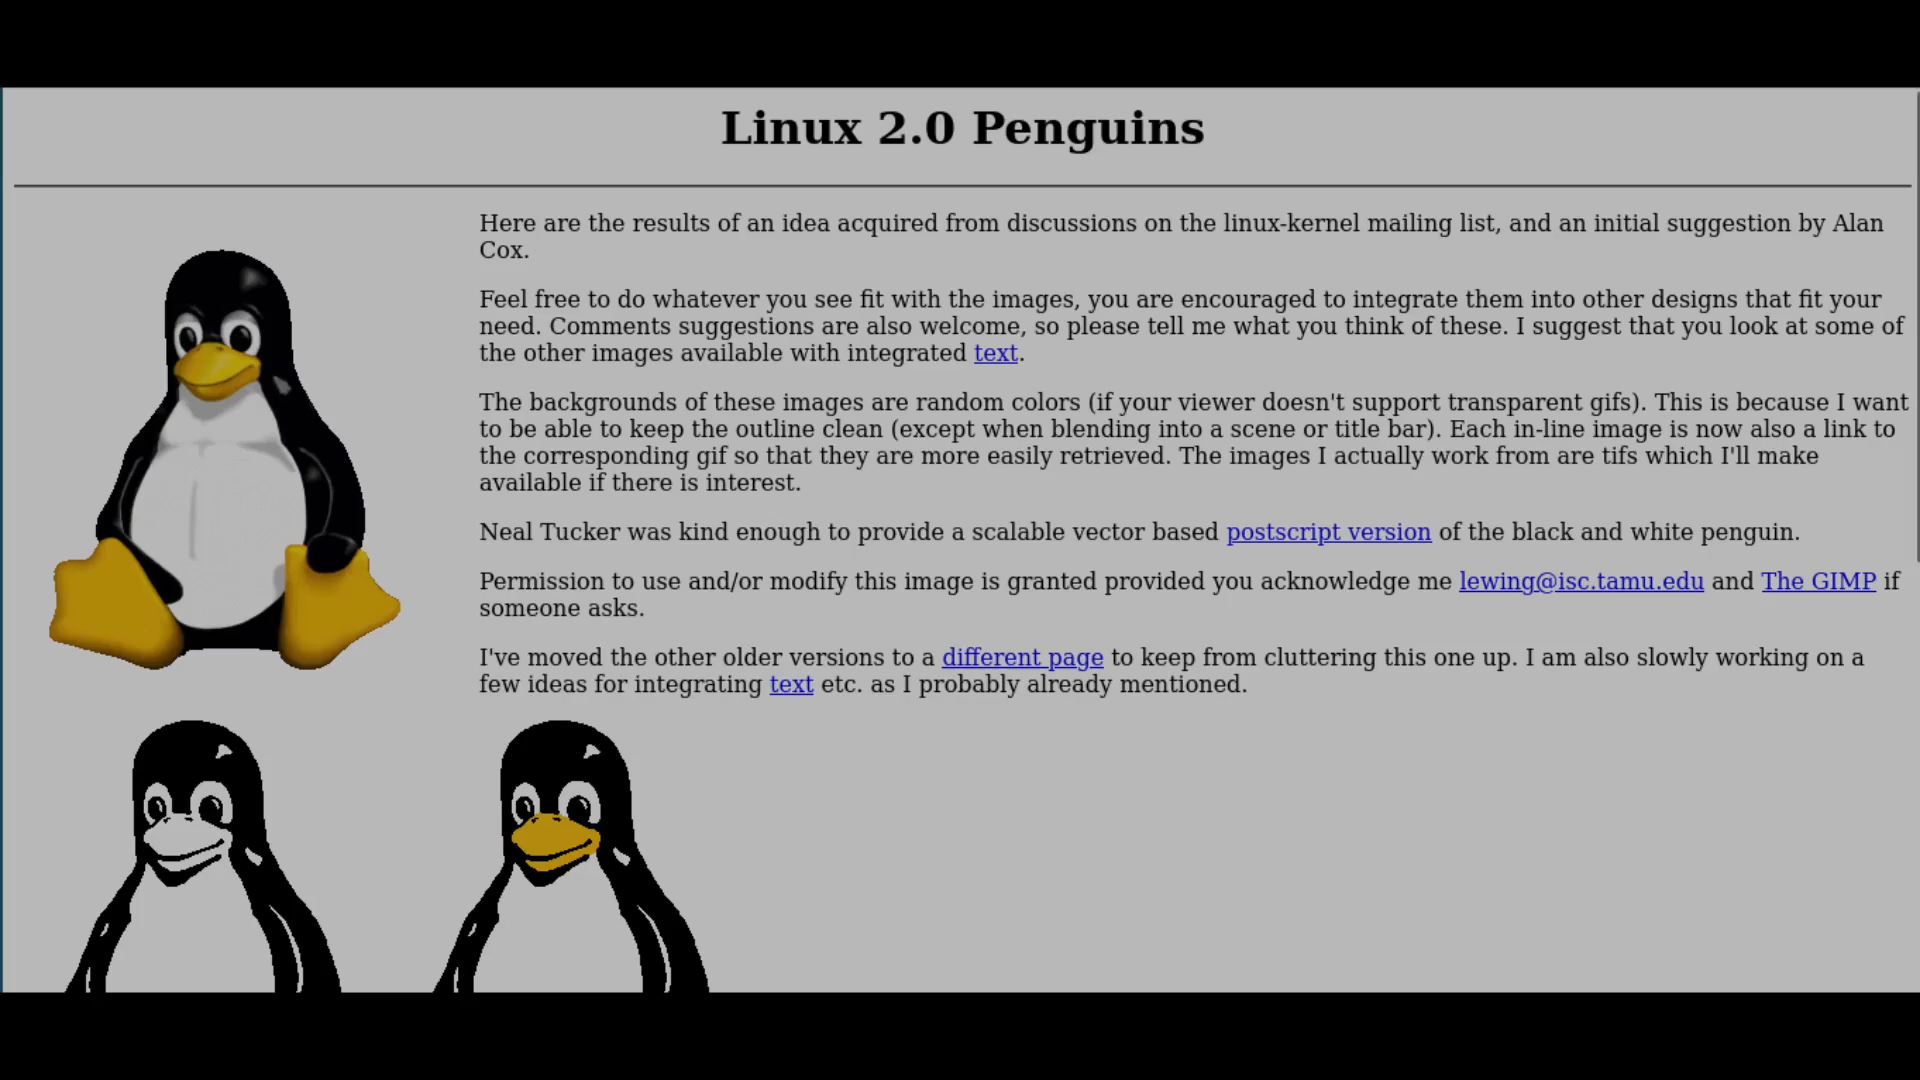 Linux 2.0 Penguins
Here are the results of an idea acquired from discussions on the linux-kernel mailing list, and an initial suggestion by Alan
Cox.
Feel free to do whatever you see fit with the images, you are encouraged to integrate them into other designs that fit your
need. Comments suggestions are also welcome, so please tell me what you think of these. I suggest that you look at some of
the other images available with integrated text.
The backgrounds of these images are random colors (if your viewer doesn't support transparent gifs). This is because I want
to be able to keep the outline clean (except when blending into a scene or title bar). Each in-line image is now also a link to
the corresponding gif so that they are more easily retrieved. The images I actually work from are tifs which I'll make
available if there is interest.
Neal Tucker was kind enough to provide a scalable vector based postscript version of the black and white penguin.
Permission to use and/or modify this image is granted provided you acknowledge me lewing@isc.tamu.edu and The GIMP if
someone asks.
I've moved the other older versions to a different page to keep from cluttering this one up. I am also slowly working on a
few ideas for integrating text etc. as I probably already mentioned.